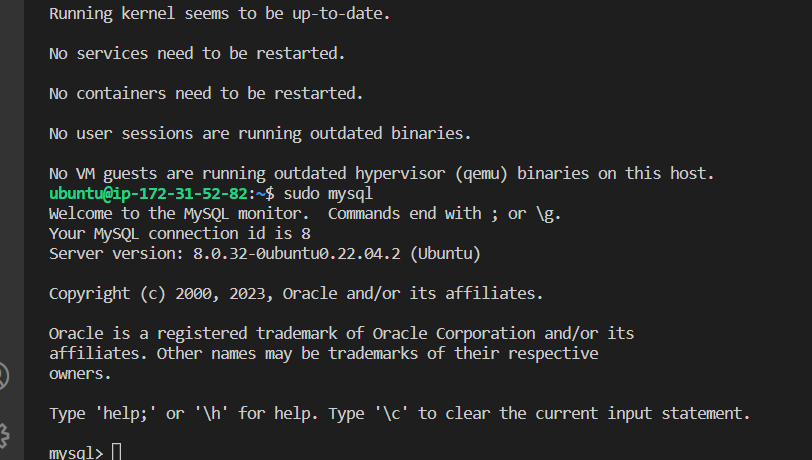 Running kernel seems to be up-to-date.
No services need to be restarted.
No containers need to be restarted.
No user sessions are running outdated binaries.
No VM guests are running outdated hypervisor (qemu) binaries on this host.
ubuntu@ip-172-31-52-82:~$ sudo mysql
Welcome to the MySQL monitor.  Commands end with ; or \g.
Your MySQL connection id is 8
Server version: 8.0.32-0ubuntu0.22.04.2 (Ubuntu)
Copyright (c) 2000, 2023, Oracle and/or its affiliates.
Oracle is a registered trademark of Oracle Corporation and/or its
affiliates. Other names may be trademarks of their respective
owners.
Type 'help;' or '\h' for help. Type '\c' to clear the current input statement.
mysql>